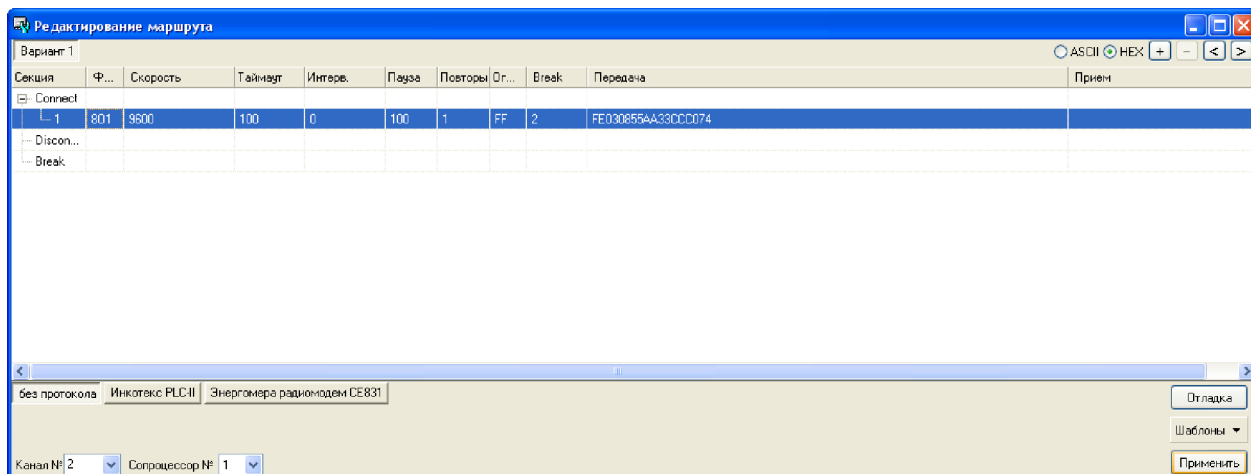 Редактирование маршрута
Вариант 1 ASCII HEX + - < >
Секция Ф... Скорость Таймаут Интерв. Пауза Повторы Ог... Break Передача Прием
Connect
1 8O1 9600 100 0 100 1 FF 2 FE030855AA33CCC074
Discon...
Break
без протокола Инкотекс PLC-II Энергомера радиомодем CE831
Отладка
Шаблоны
Канал № 2 Сопроцессор № 1 Применить